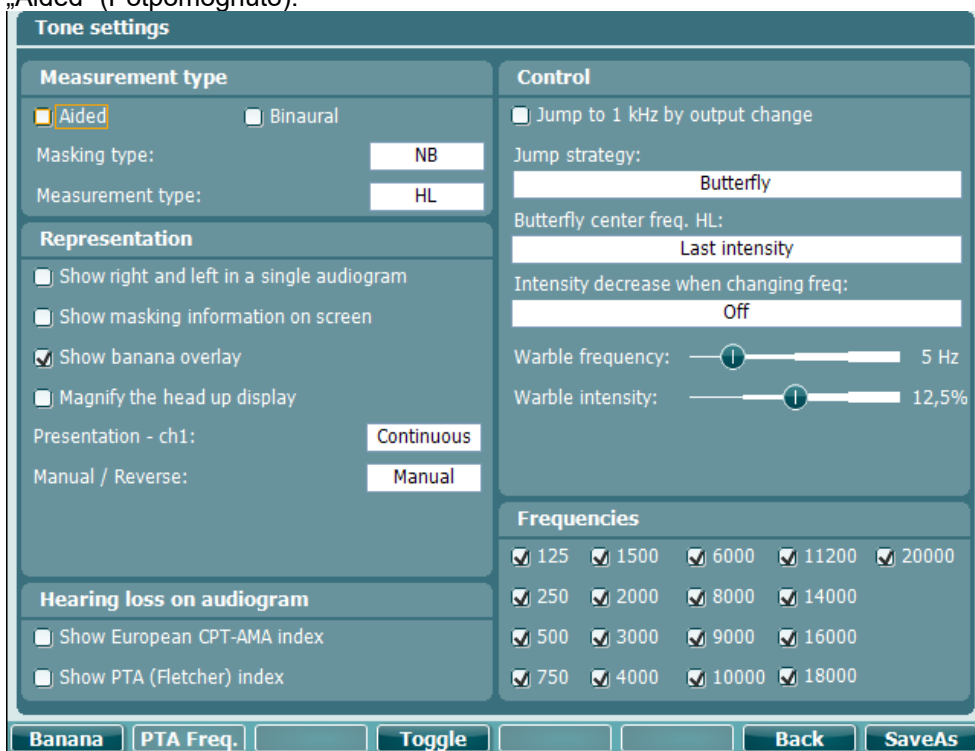 „Aided“ (Potpomognuto).
Tone settings
Measurement type
Aided Binaural
Masking type: NB
Measurement type: HL
Representation
Show right and left in a single audiogram
Show masking information on screen
Show banana overlay
Magnify the head up display
Presentation - ch1: Continuous
Manual / Reverse: Manual
Hearing loss on audiogram
Show European CPT-AMA index
Show PTA (Fletcher) index
Control
Jump to 1 kHz by output change
Jump strategy:
Butterfly
Butterfly center freq. HL:
Last intensity
Intensity decrease when changing freq:
Off
Warble frequency: 5 Hz
Warble intensity: 12,5%
Frequencies
125 1500 6000 11200 20000
250 2000 8000 14000
500 3000 9000 16000
750 4000 10000 18000
Banana PTA Freq. Toggle Back SaveAs